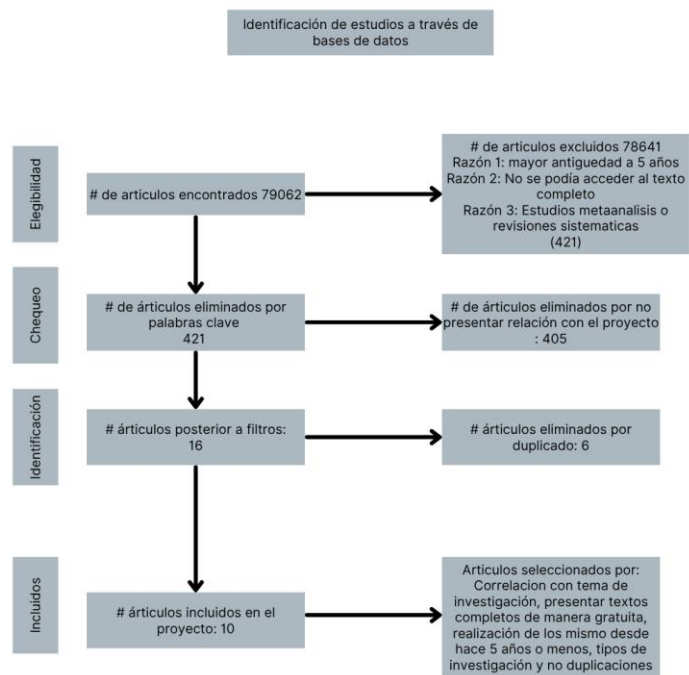 Identificación de estudios a través de
bases de datos
Elegibilidad
# de articulos encontrados 79062
# de articulos excluidos 78641
Razón 1: mayor antiguedad a 5 años
Razón 2: No se podía acceder al texto
completo
Razón 3: Estudios metaanalisis o
revisiones sistematicas
(421)
Chequeo
# de árticulos eliminados por
palabras clave
421
# de árticulos eliminados por no
presentar relación con el proyecto
: 405
Identificación
# árticulos posterior a filtros:
16
# árticulos eliminados por
duplicado: 6
Incluidos
# árticulos incluidos en el
proyecto: 10
Articulos seleccionados por:
Correlacion con tema de
investigación, presentar textos
completos de manera gratuita,
realización de los mismo desde
hace 5 años o menos, tipos de
investigación y no duplicaciones